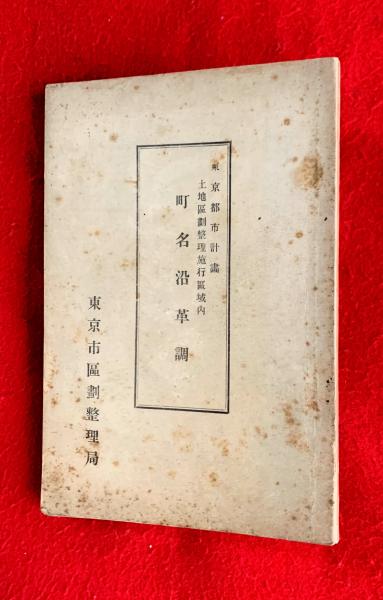 東京都市計畫
土地區劃整理施行區域內
町名沿革調
東京市區劃整理局